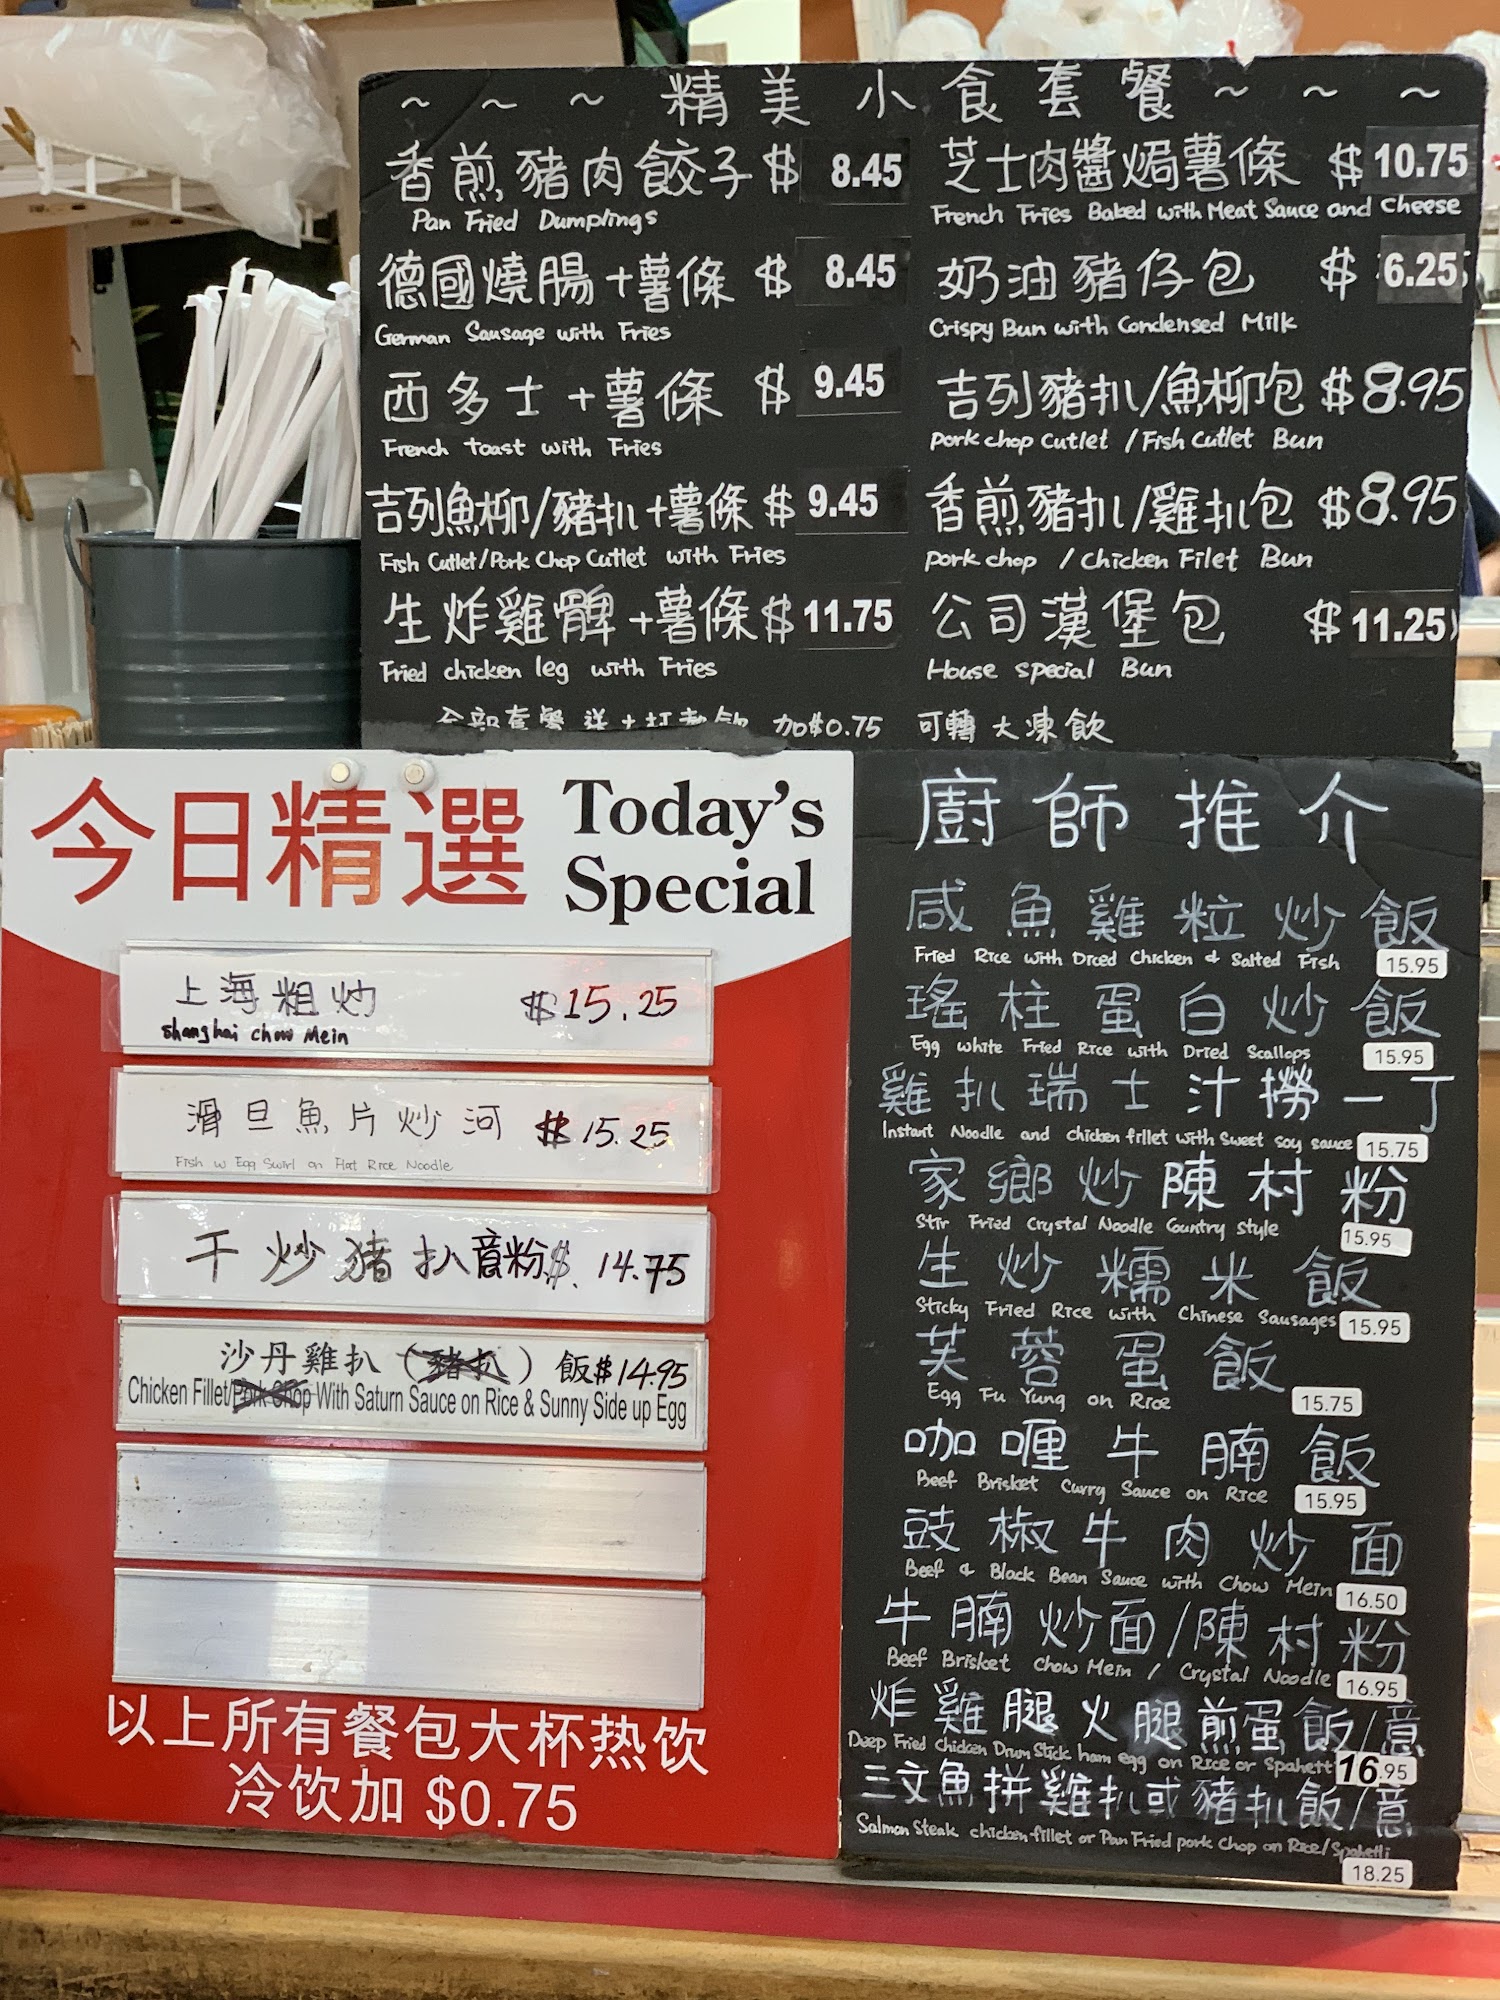 ~ ~ ~ 精美小食套餐 ~ ~ ~
香煎豬肉餃子 $ 8.45
Pan Fried Dumplings
德國燒腸+薯條 $ 8.45
German Sausage with Fries
西多士+薯條 $ 9.45
French Toast with Fries
吉列魚柳/豬扒+薯條 $ 9.45
Fish Cutlet/Pork Chop Cutlet with Fries
生炸雞髀+薯條 $ 11.75
Fried chicken leg with Fries
芝士肉醬焗薯條 $ 10.75
French Fries Baked with Meat Sauce and Cheese
奶油豬仔包 $ 6.25
Crispy Bun with Condensed Milk
吉列豬扒/魚柳包 $8.95
Pork chop Cutlet / Fish Cutlet Bun
香煎豬扒/雞扒包 $8.95
Pork chop / Chicken Filet Bun
公司漢堡包 $ 11.25
House special Bun
加$0.75 可轉大凍飲
今日精選 Today's Special
上海粗炒 $15.25
Shanghai Chow Mein
滑旦魚片炒河 $15.25
Fish w Egg Swirl on Flat Rice Noodle
干炒豬扒意粉 $14.75
沙丹雞扒（豬扒）飯$14.95
Chicken Fillet/Pork Chop With Saturn Sauce on Rice & Sunny Side up Egg
以上所有餐包大杯热饮
冷饮加 $0.75
廚師推介
咸魚雞粒炒飯
Fried Rice with Diced Chicken & Salted Fish 15.95
瑤柱蛋白炒飯
Egg White Fried Rice with Dried Scallops 15.95
雞扒瑞士汁撈一丁
Instant Noodle and chicken fillet with Sweet soy sauce 15.75
家鄉炒陳村粉
Stir Fried Crystal Noodle Country Style 15.95
生炒糯米飯
Sticky Fried Rice with Chinese Sausages 15.95
芙蓉蛋飯
Egg Fu Yung on Rice 15.75
咖喱牛腩飯
Beef Brisket Curry Sauce on Rice 15.95
豉椒牛肉炒面
Beef & Black Bean Sauce with Chow Mein 16.50
牛腩炒面/陳村粉
Beef Brisket Chow Mein / Crystal Noodle 16.95
炸雞腿火腿煎蛋飯/意
Deep Fried Chicken Drum Stick ham egg on Rice or Spahetti 16.95
三文魚拼雞扒或豬扒飯/意
Salmon Steak chicken fillet or Pan Fried pork Chop on Rice/Spahetti
18.25